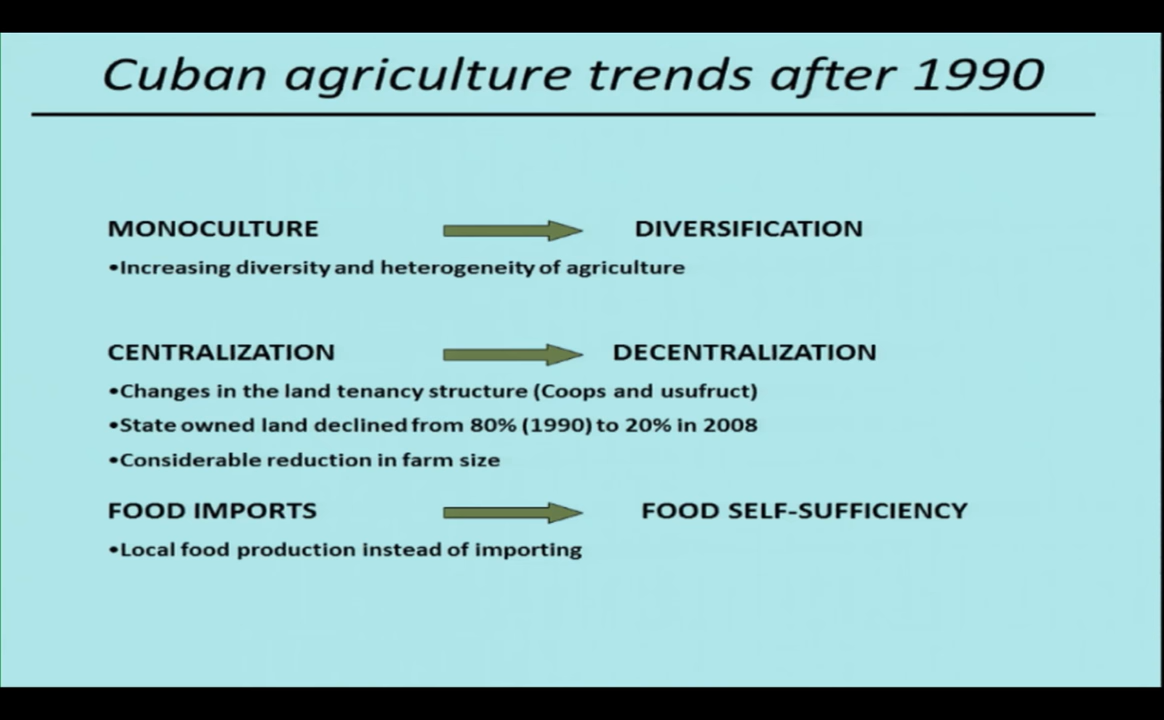 Cuban agriculture trends after 1990
MONOCULTURE DIVERSIFICATION
•Increasing diversity and heterogeneity of agriculture
CENTRALIZATION DECENTRALIZATION
•Changes in the land tenancy structure (Coops and usufruct)
•State owned land declined from 80% (1990) to 20% in 2008
•Considerable reduction in farm size
FOOD IMPORTS FOOD SELF-SUFFICIENCY
•Local food production instead of importing